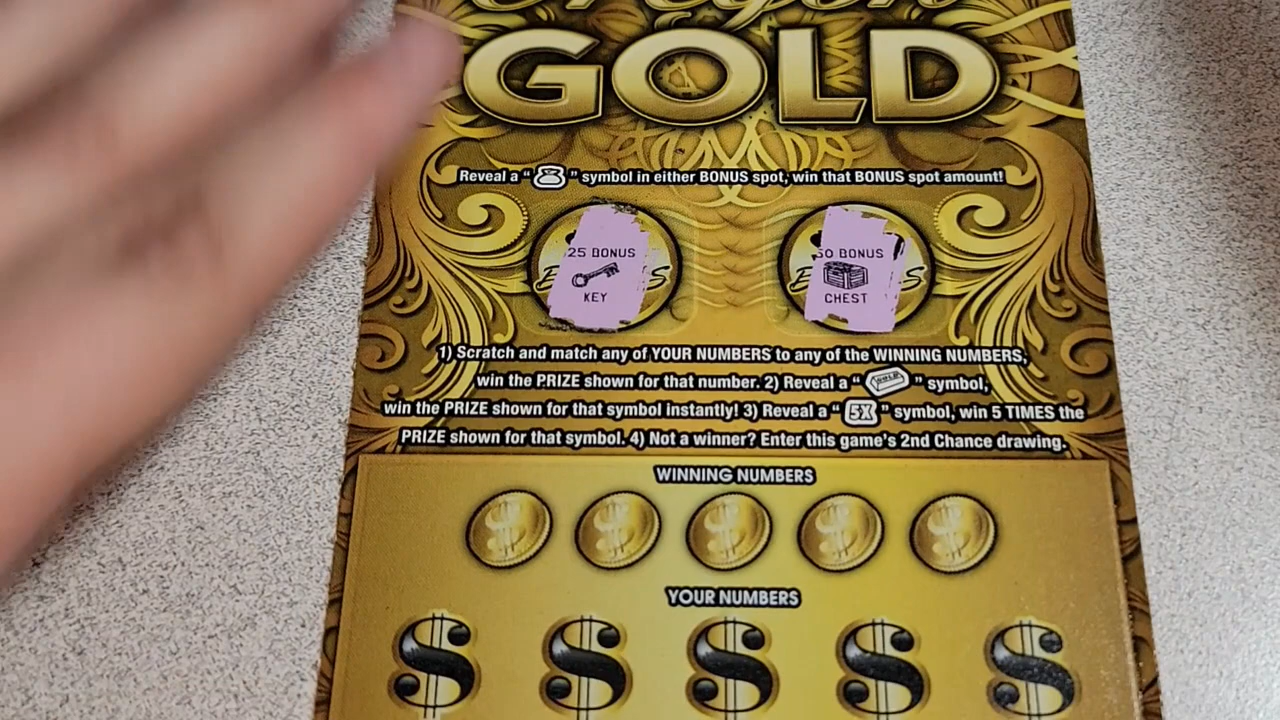 Oregon
GOLD
Reveal a " " symbol in either BONUS spot, win that BONUS spot amount!
25 BONUS
KEY
50 BONUS
CHEST
1) Scratch and match any of YOUR NUMBERS to any of the WINNING NUMBERS,
win the PRIZE shown for that number. 2) Reveal a "GOLD" symbol,
win the PRIZE shown for that symbol instantly! 3) Reveal a "5X" symbol, win 5 TIMES the
PRIZE shown for that symbol. 4) Not a winner? Enter this game's 2nd Chance drawing.
WINNING NUMBERS
$ $ $ $ $
YOUR NUMBERS
$ $ $ $ $